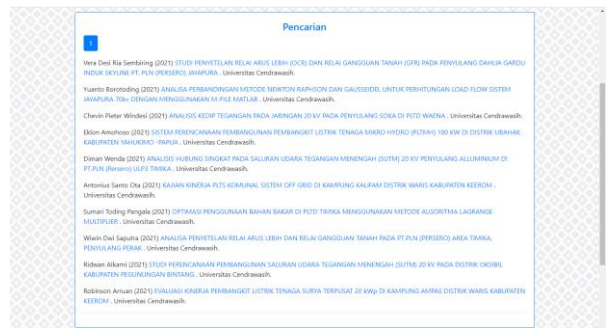 Pencarian
1
Vera Desi Ria Sembiring (2021) STUDI PENYETELAN RELAI ARUS LEBIH (OCR) DAN RELAI GANGGUAN TANAH (GFR) PADA PENYULANG DAHLIA GARDU
INDUK SKYLINE PT. PLN (PERSERO) JAYAPURA . Universitas Cendrawasih.
Yuanto Borotoding (2021) ANALISA PERBANDINGAN METODE NEWTON RAPHSON DAN GAUSSEIDEL UNTUK PERHITUNGAN LOAD FLOW SISTEM
JAYAPURA 70kv DENGAN MENGGUNAKAN M-FILE MATLAB . Universitas Cendrawasih.
Chevin Pieter Windesi (2021) ANALISIS KEDIP TEGANGAN PADA JARINGAN 20 kV PADA PENYULANG SOKA DI PLTD WAENA . Universitas Cendrawasih.
Eklon Amohoso (2021) SISTEM PERENCANAAN PEMBANGUNAN PEMBANGKIT LISTRIK TENAGA MIKRO HYDRO (PLTMH) 100 KW DI DISTRIK UBAHAK
KABUPATEN YAHUKIMO -PAPUA . Universitas Cendrawasih.
Diman Wenda (2021) ANALISIS HUBUNG SINGKAT PADA SALURAN UDARA TEGANGAN MENENGAH (SUTM) 20 KV PENYULANG ALLUMINIUM DI
PT.PLN (Persero) ULP3 TIMIKA . Universitas Cendrawasih.
Antonius Santo Ota (2021) KAJIAN KINERJA PLTS KOMUNAL SISTEM OFF GRID DI KAMPUNG KALIFAM DISTRIK WARIS KABUPATEN KEEROM .
Universitas Cendrawasih.
Sumari Toding Pangala (2021) OPTIMASI PENGGUNAAN BAHAN BAKAR DI PLTD TIMIKA MENGGUNAKAN METODE ALGORITMA LAGRANGE
MULTIPLIER . Universitas Cendrawasih.
Wiwin Dwi Saputra (2021) ANALISA PENYETELAN RELAI ARUS LEBIH DAN RELAI GANGGUAN TANAH PADA PT.PLN (PERSERO) AREA TIMIKA,
PENYULANG PERAK . Universitas Cendrawasih.
Ridwan Alkarni (2021) STUDI PERENCANAAN PEMBANGUNAN SALURAN UDARA TEGANGAN MENENGAH (SUTM) 20 KV PADA DISTRIK OKSIBIL
KABUPATEN PEGUNUNGAN BINTANG . Universitas Cendrawasih.
Robinson Arruan (2021) EVALUASI KINERJA PEMBANGKIT LISTRIK TENAGA SURYA TERPUSAT 20 kWp DI KAMPUNG AMPAS DISTRIK WARIS KABUPATEN
KEEROM . Universitas Cendrawasih.